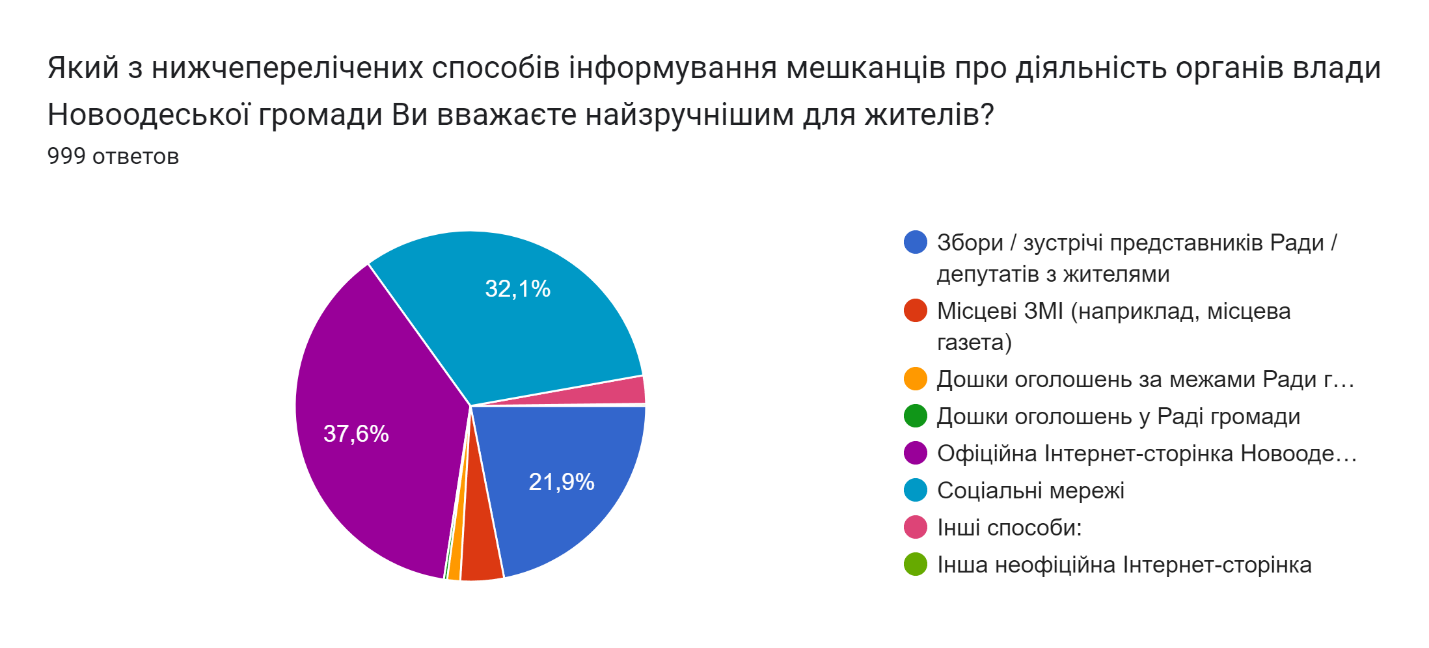 Який з нижчеперелічених способів інформування мешканців про діяльність органів влади
Новоодеської громади Ви вважаєте найзручнішим для жителів?
999 ответов
32,1%
37,6%
21,9%
Збори / зустрічі представників Ради /
депутатів з жителями
Місцеві ЗМІ (наприклад, місцева
газета)
Дошки оголошень за межами Ради г…
Дошки оголошень у Раді громади
Офіційна Інтернет-сторінка Новооде…
Соціальні мережі
Інші способи:
Інша неофіційна Інтернет-сторінка